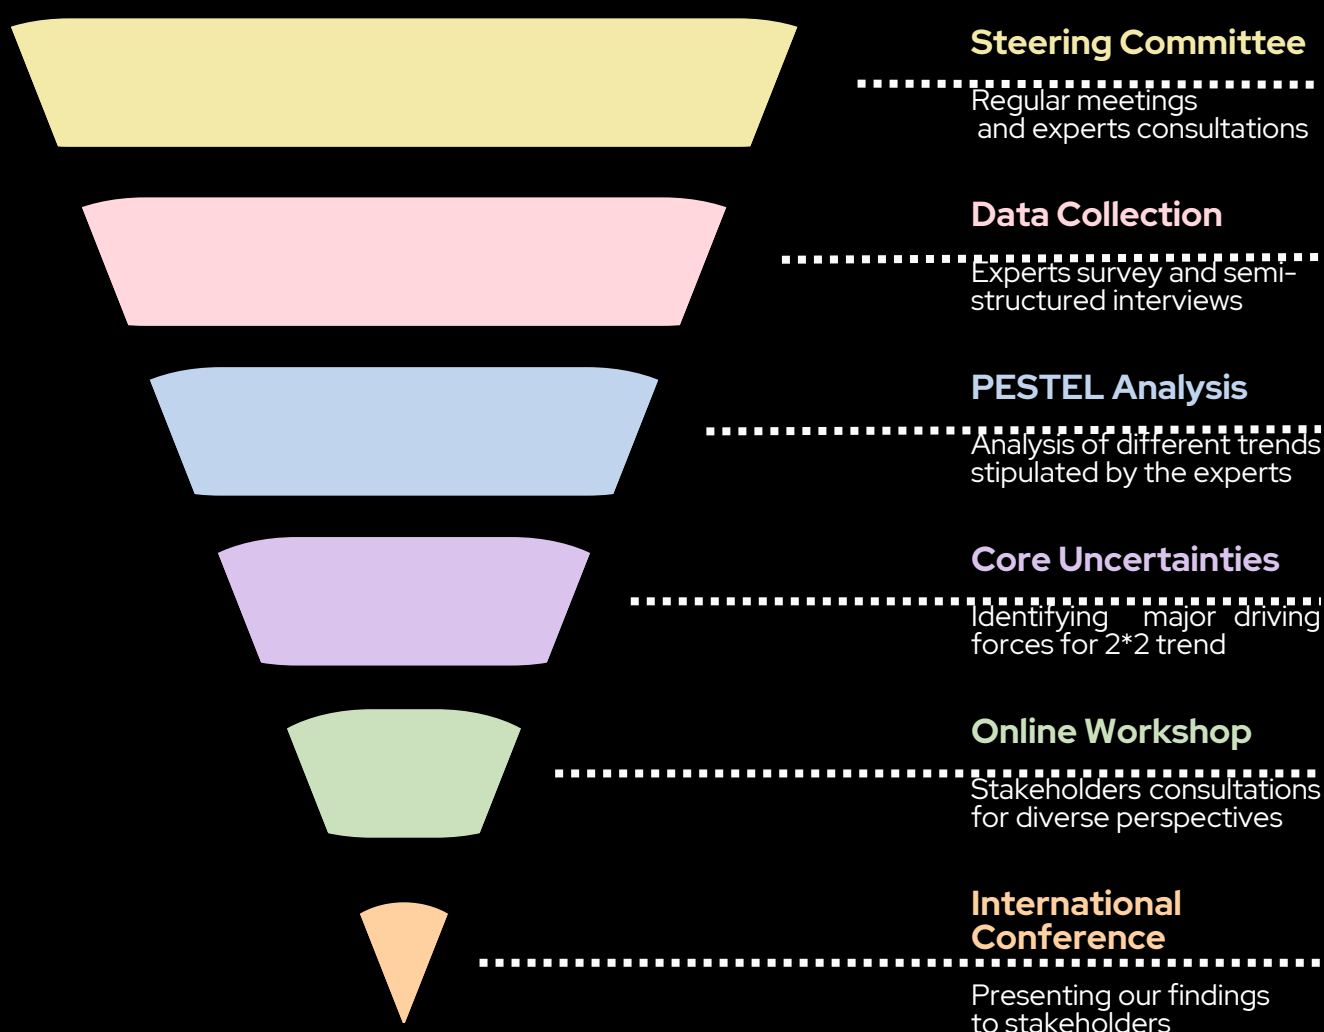 Steering Committee
Regular meetings
and experts consultations
Data Collection
Experts survey and semi-
structured interviews
PESTEL Analysis
Analysis of different trends
stipulated by the experts
Core Uncertainties
Identifying major driving
forces for 2*2 trend
Online Workshop
Stakeholders consultations
for diverse perspectives
International
Conference
Presenting our findings
to stakeholders